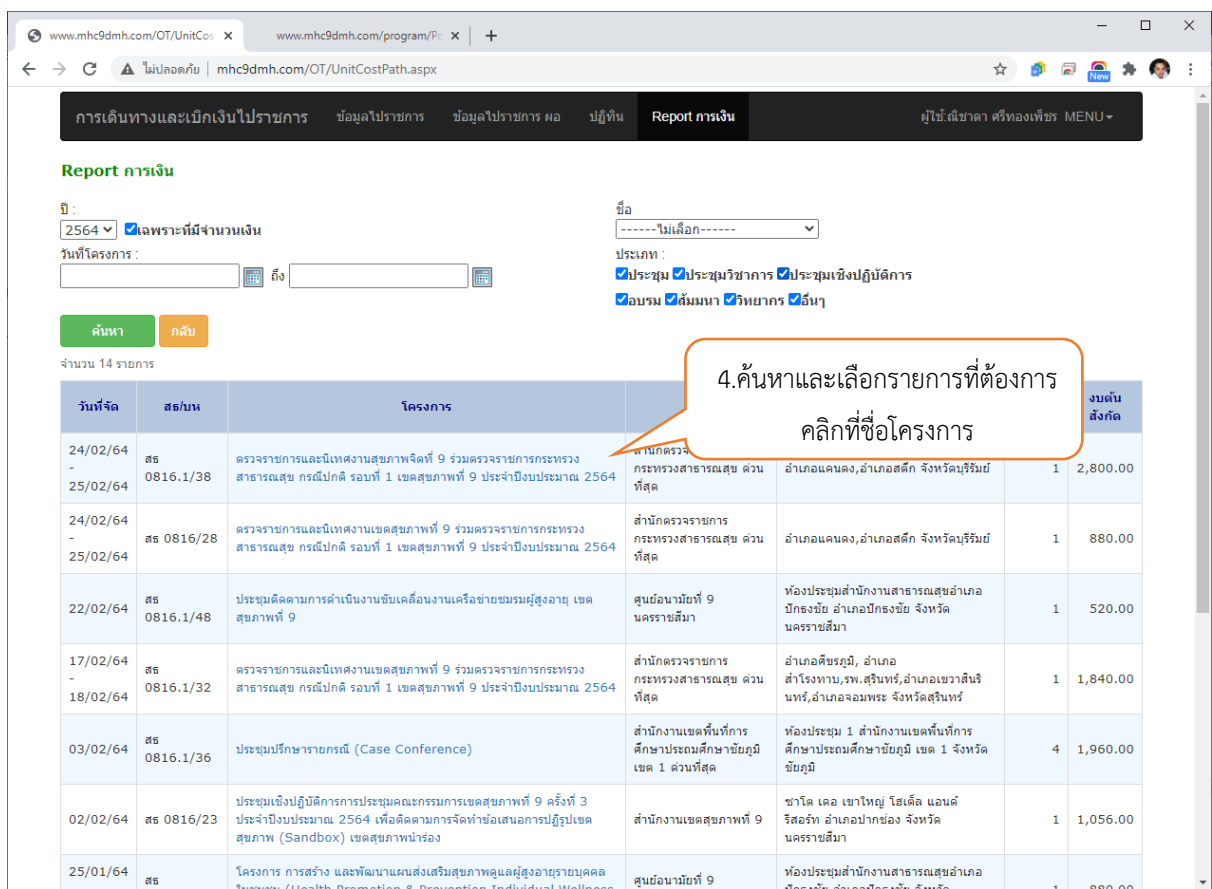 www.mhc9dmh.com/OT/UnitCos
www.mhc9dmh.com/program/Po
ไม่ปลอดภัย | mhc9dmh.com/OT/UnitCostPath.aspx
New
การเดินทางและเบิกเงินไปราชการ ข้อมูลไปราชการ ข้อมูลไปราชการ ผอ ปฏิทิน Report การเงิน ผู้ใช้:ณิชาดา ศรีทองเพ็ชร MENU
Report การเงิน
ปี : ชื่อ
2564 เฉพาะที่มีจำนวนเงิน ------ไม่เลือก------
วันที่โครงการ : ประเภท :
ถึง ประชุม ประชุมวิชาการ ประชุมเชิงปฏิบัติการ
อบรม สัมมนา วิทยากร อื่นๆ
ค้นหา กลับ
จำนวน 14 รายการ
4.ค้นหาและเลือกรายการที่ต้องการ
คลิกที่ชื่อโครงการ
วันที่จัด สธ/บห โครงการ งบต้น
สังกัด
24/02/64
-
25/02/64
สธ
0816.1/38
ตรวจราชการและนิเทศงานสุขภาพจิตที่ 9 ร่วมตรวจราชการกระทรวง
สาธารณสุข กรณีปกติ รอบที่ 1 เขตสุขภาพที่ 9 ประจำปีงบประมาณ 2564
สำนักตรวจ
กระทรวงสาธารณสุข ด่วน
ที่สุด
อำเภอแคนดง,อำเภอสตึก จังหวัดบุรีรัมย์
1 2,800.00
24/02/64
-
25/02/64
สธ 0816/28
ตรวจราชการและนิเทศงานเขตสุขภาพที่ 9 ร่วมตรวจราชการกระทรวง
สาธารณสุข กรณีปกติ รอบที่ 1 เขตสุขภาพที่ 9 ประจำปีงบประมาณ 2564
สำนักตรวจราชการ
กระทรวงสาธารณสุข ด่วน
ที่สุด
อำเภอแคนดง,อำเภอสตึก จังหวัดบุรีรัมย์
1 880.00
22/02/64
สธ
0816.1/48
ประชุมติดตามการดำเนินงานขับเคลื่อนงานเครือข่ายชมรมผู้สูงอายุ เขต
สุขภาพที่ 9
ศูนย์อนามัยที่ 9
นครราชสีมา
ห้องประชุมสำนักงานสาธารณสุขอำเภอ
ปักธงชัย อำเภอปักธงชัย จังหวัด
นครราชสีมา
1 520.00
17/02/64
-
18/02/64
สธ
0816.1/32
ตรวจราชการและนิเทศงานเขตสุขภาพที่ 9 ร่วมตรวจราชการกระทรวง
สาธารณสุข กรณีปกติ รอบที่ 1 เขตสุขภาพที่ 9 ประจำปีงบประมาณ 2564
สำนักตรวจราชการ
กระทรวงสาธารณสุข ด่วน
ที่สุด
อำเภอศีขรภูมิ, อำเภอ
สำโรงทาบ,รพ.สุรินทร์,อำเภอเขวาสินริ
นทร์,อำเภอจอมพระ จังหวัดสุรินทร์
1 1,840.00
03/02/64
สธ
0816.1/36
ประชุมปรึกษารายกรณี (Case Conference)
สำนักงานเขตพื้นที่การ
ศึกษาประถมศึกษาชัยภูมิ
เขต 1 ด่วนที่สุด
ห้องประชุม 1 สำนักงานเขตพื้นที่การ
ศึกษาประถมศึกษาชัยภูมิ เขต 1 จังหวัด
ชัยภูมิ
4 1,960.00
02/02/64
สธ 0816/23
ประชุมเชิงปฏิบัติการการประชุมคณะกรรมการเขตสุขภาพที่ 9 ครั้งที่ 3
ประจำปีงบประมาณ 2564 เพื่อติดตามการจัดทำข้อเสนอการปฏิรูปเขต
สุขภาพ (Sandbox) เขตสุขภาพนำร่อง
สำนักงานเขตสุขภาพที่ 9
ชาโต เดอ เขาใหญ่ โฮเต็ล แอนด์
รีสอร์ท อำเภอปากช่อง จังหวัด
นครราชสีมา
1 1,056.00
25/01/64
สธ
โครงการ การสร้าง และพัฒนาแผนส่งเสริมสุขภาพดูแลผู้สูงอายุรายบุคคล
ในชุมชน (Health Promotion & Prevention Individual Wellness
ศูนย์อนามัยที่ 9
ห้องประชุมสำนักงานสาธารณสุขอำเภอ
ปักธงชัย อำเภอปักธงชัย จังหวัด
1 880.00